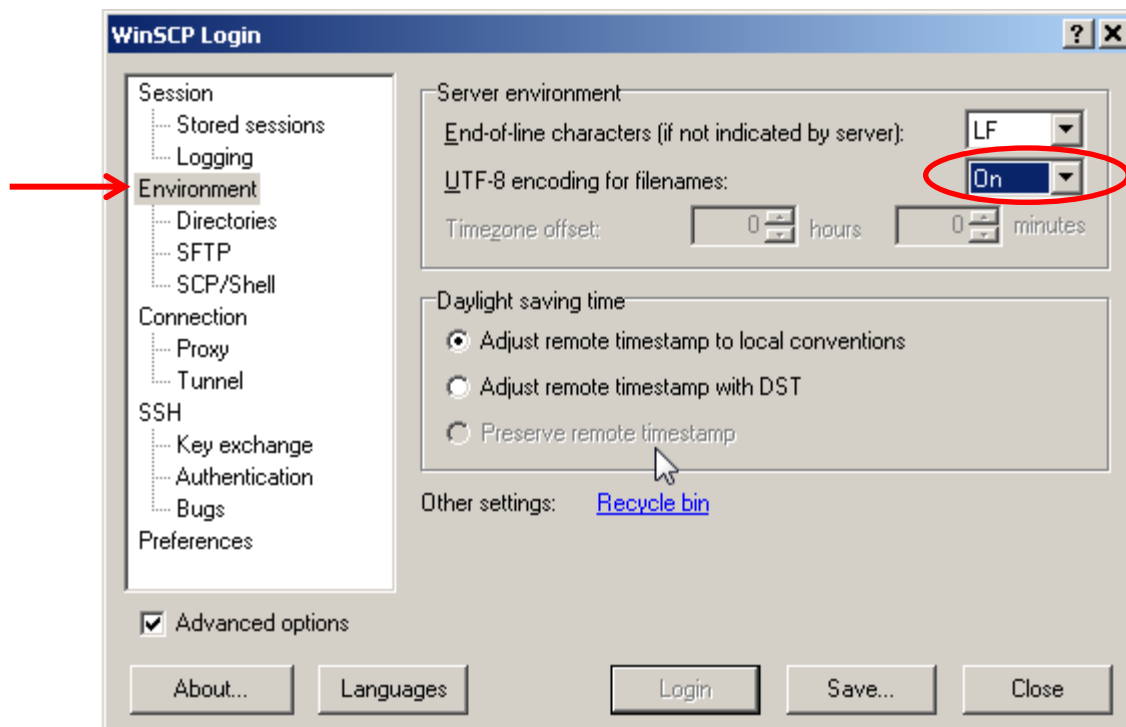 WinSCP Login
Session
Stored sessions
Logging
Environment
Directories
SFTP
SCP/Shell
Connection
Proxy
Tunnel
SSH
Key exchange
Authentication
Bugs
Preferences
Advanced options
Server environment
End-of-line characters (if not indicated by server): LF
UTF-8 encoding for filenames: On
Timezone offset: 0 hours 0 minutes
Daylight saving time
Adjust remote timestamp to local conventions
Adjust remote timestamp with DST
Preserve remote timestamp
Other settings: Recycle bin
About... Languages Login Save... Close